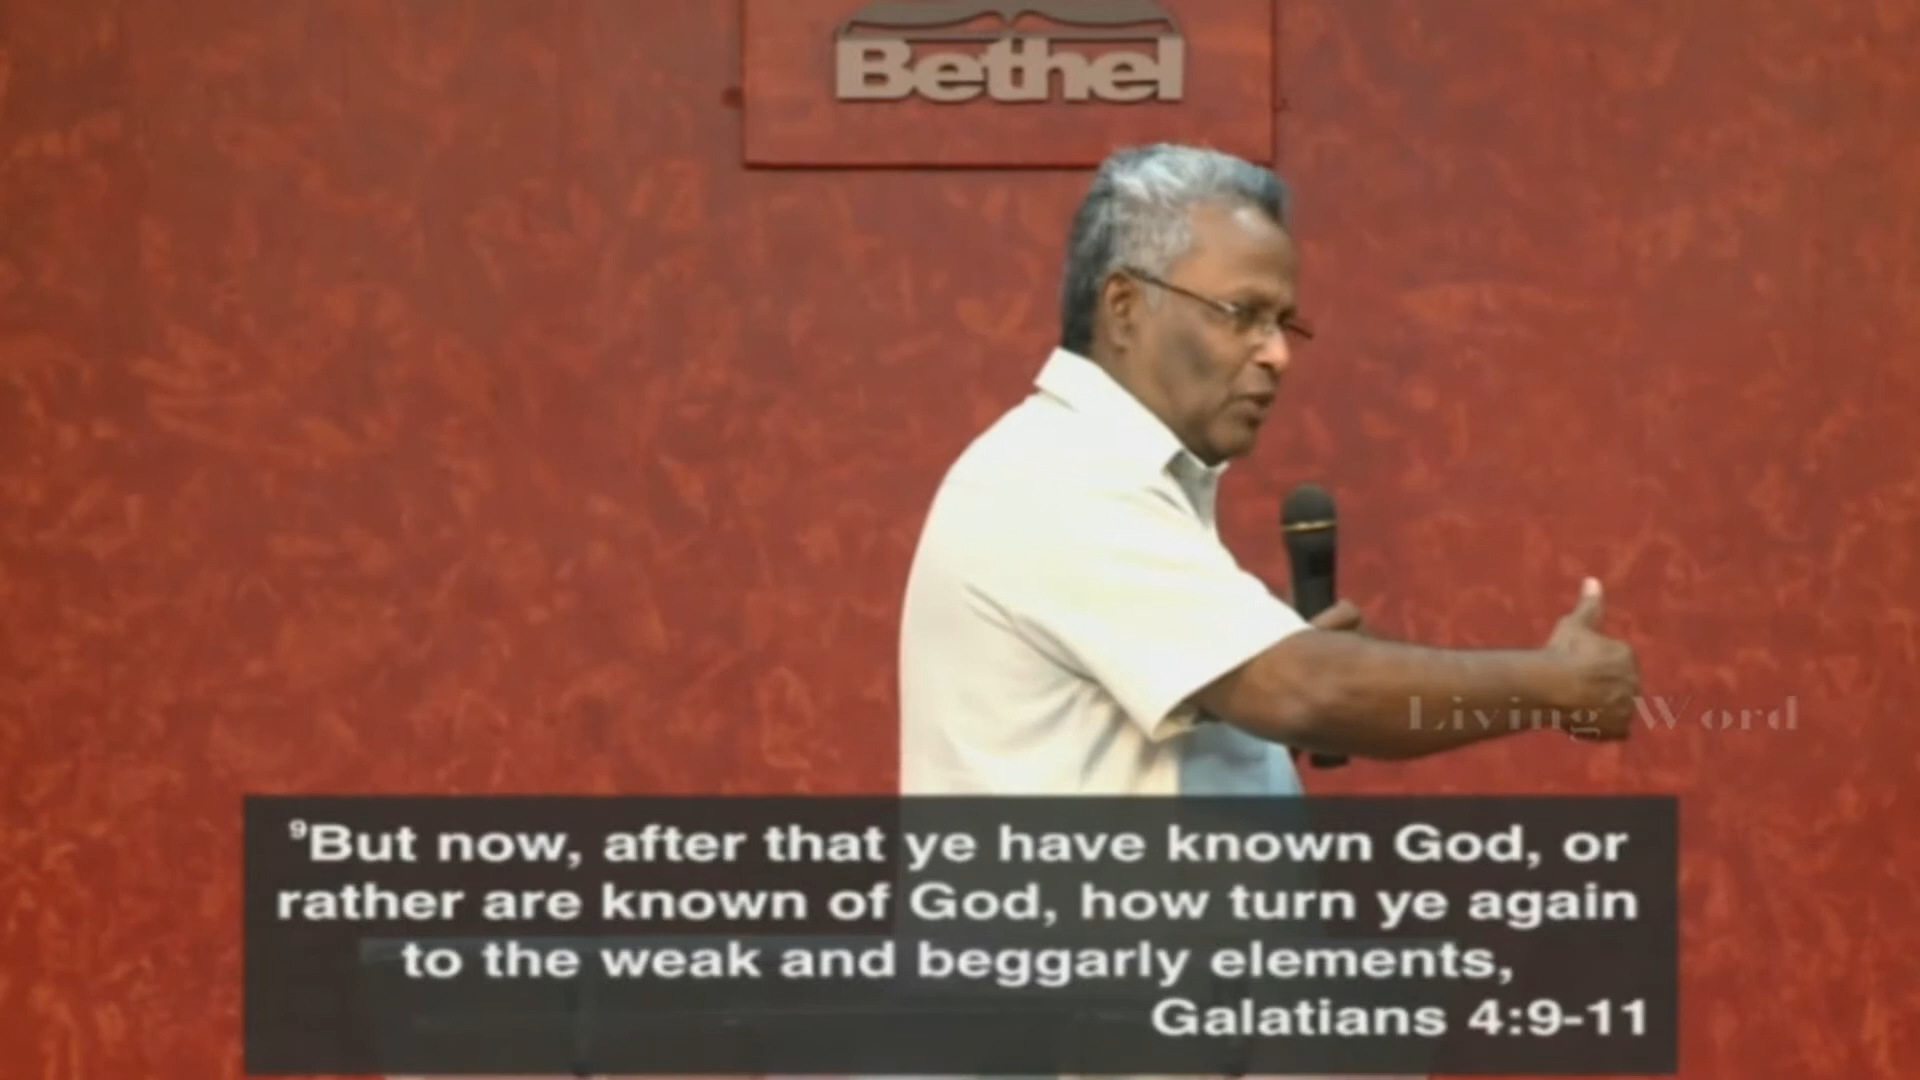 Bethel
Living Word
⁹But now, after that ye have known God, or
rather are known of God, how turn ye again
to the weak and beggarly elements,
Galatians 4:9-11